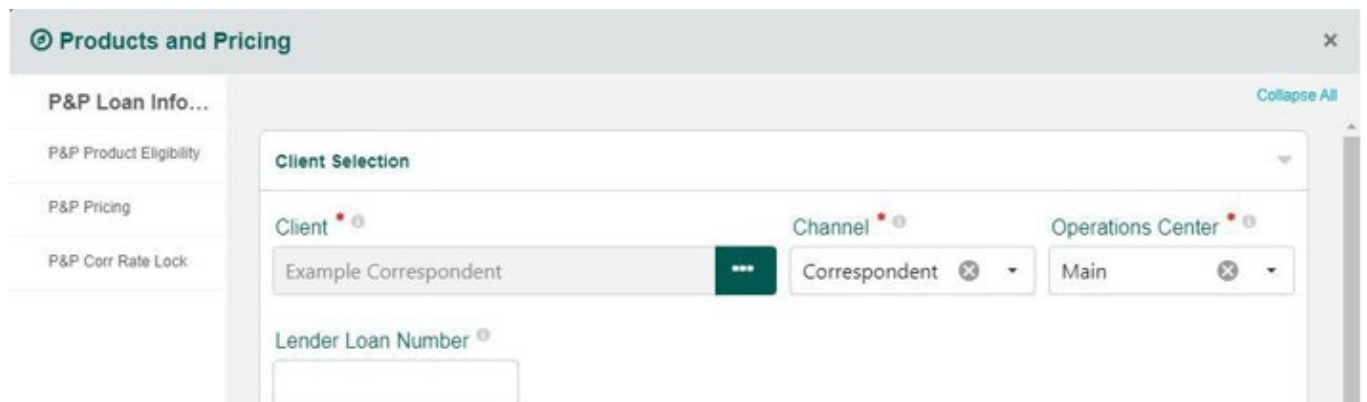 Products and Pricing
P&P Loan Info...
Collapse All
P&P Product Eligibility
Client Selection
P&P Pricing
Client *
Channel *
Operations Center *
P&P Corr Rate Lock
Example Correspondent
Correspondent
Main
Lender Loan Number